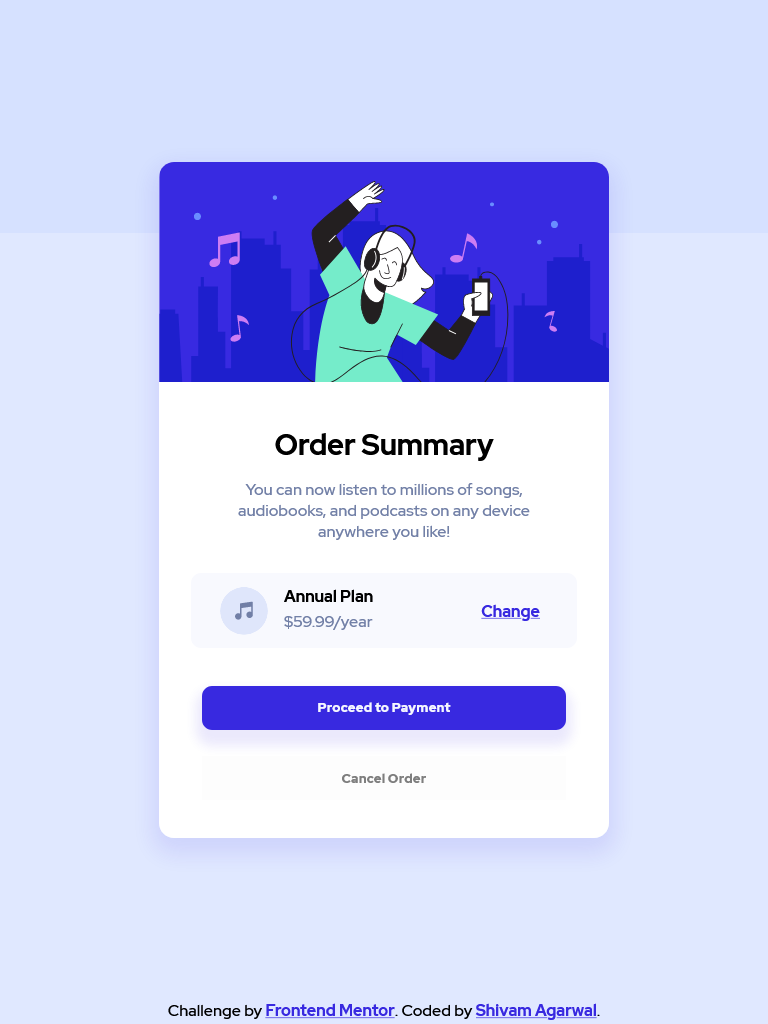 Order Summary
You can now listen to millions of songs,
audiobooks, and podcasts on any device
anywhere you like!
Annual Plan
$59.99/year
Change
Proceed to Payment
Cancel Order
Challenge by Frontend Mentor. Coded by Shivam Agarwal.